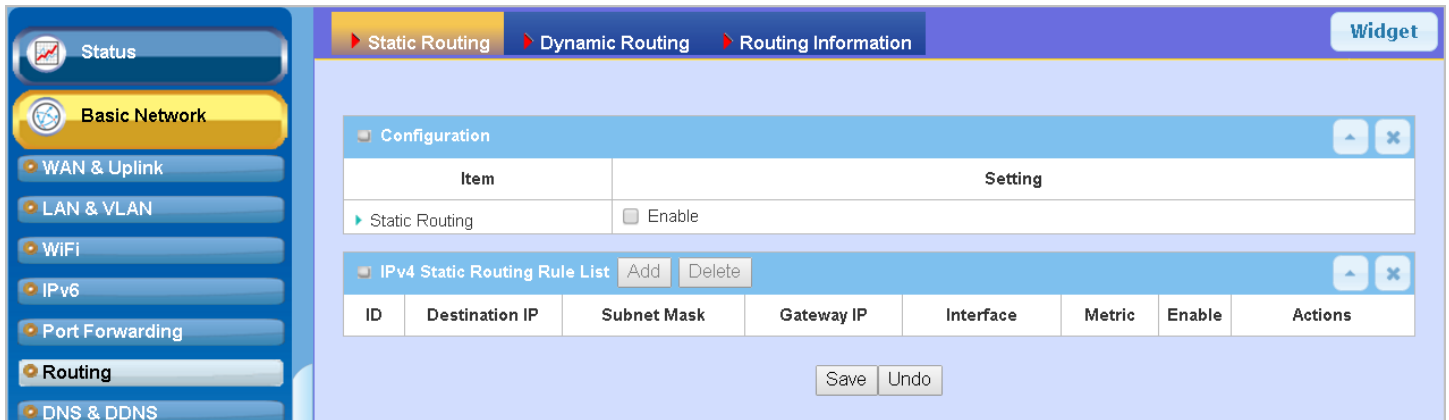 Status
Basic Network
WAN & Uplink
LAN & VLAN
WiFi
IPv6
Port Forwarding
Routing
DNS & DDNS
Static Routing Dynamic Routing Routing Information Widget
Configuration
Item Setting
Static Routing Enable
IPv4 Static Routing Rule List Add Delete
ID Destination IP Subnet Mask Gateway IP Interface Metric Enable Actions
Save Undo